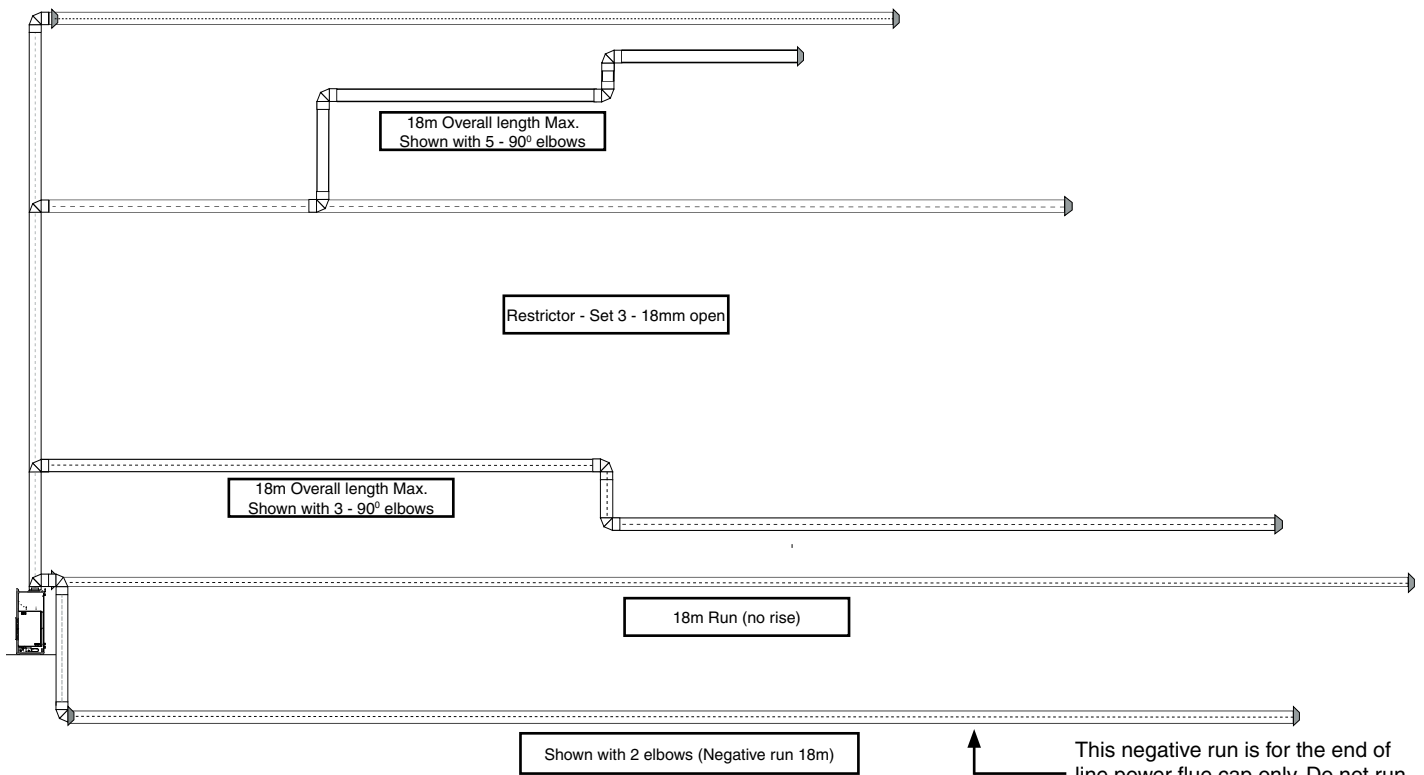 18m Overall length Max.
Shown with 5 - 90⁰ elbows
Restrictor - Set 3 - 18mm open
18m Overall length Max.
Shown with 3 - 90⁰ elbows
18m Run (no rise)
Shown with 2 elbows (Negative run 18m)
This negative run is for the end of
line power flue cap only. Do not run